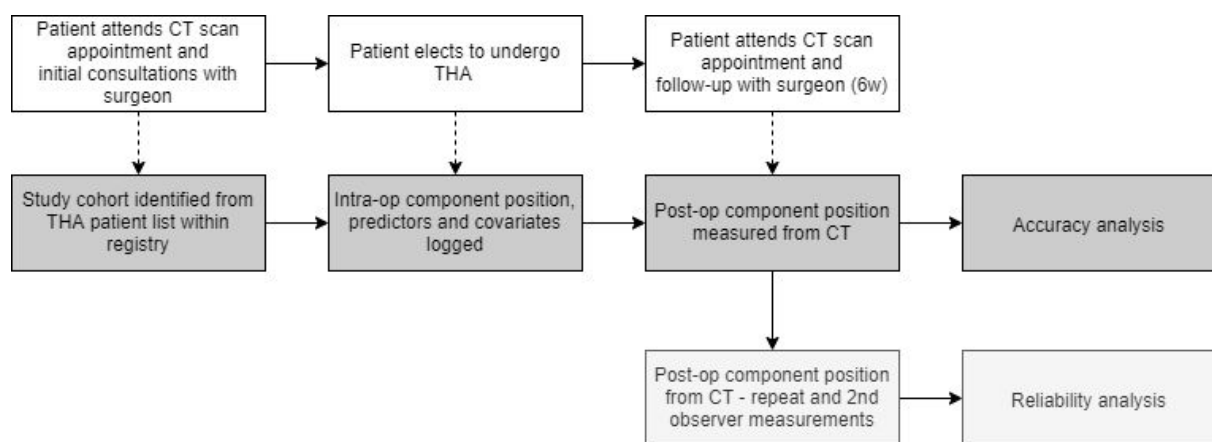 Patient attends CT scan
appointment and
initial consultations with
surgeon
Patient elects to undergo
THA
Patient attends CT scan
appointment and
follow-up with surgeon (6w)
Study cohort identified from
THA patient list within
registry
Intra-op component position,
predictors and covariates
logged
Post-op component position
measured from CT
Accuracy analysis
Post-op component position
from CT - repeat and 2nd
observer measurements
Reliability analysis